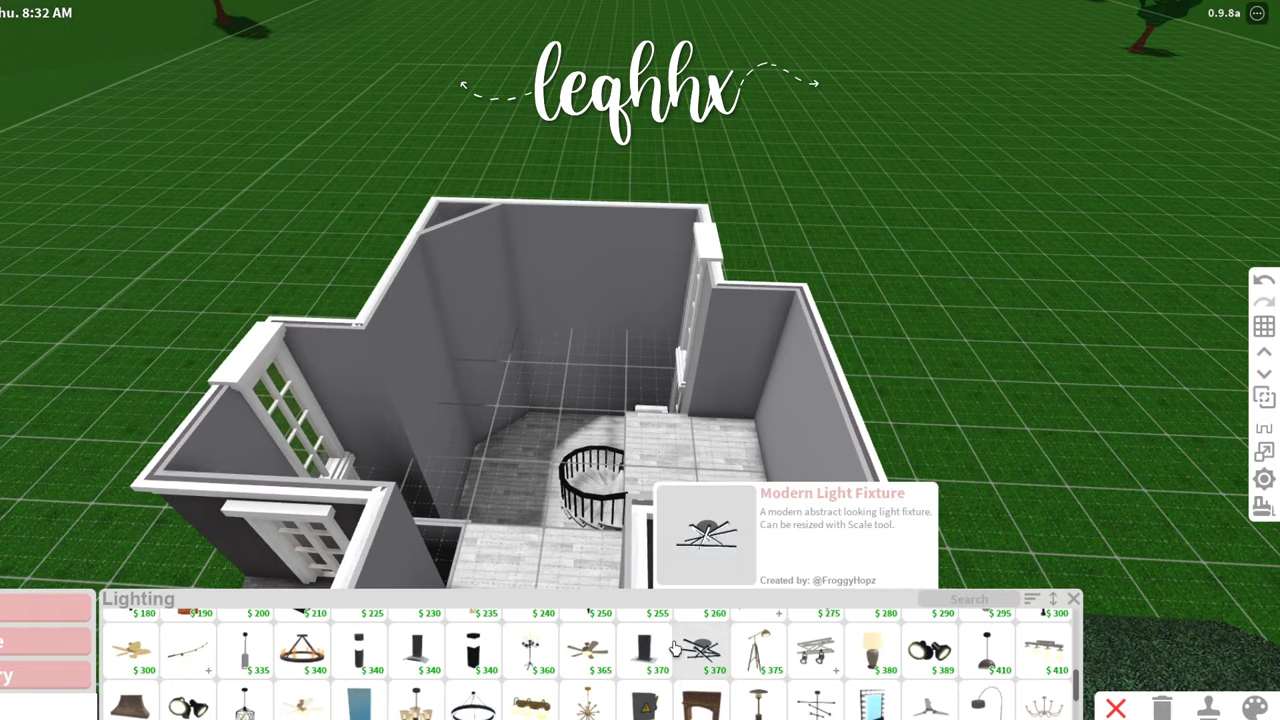 hu. 8:32 AM
0.9.8a
leqhhx
Modern Light Fixture
A modern abstract looking light fixture.
Can be resized with Scale tool.
Created by: @FroggyHopz
Lighting
Search
e
ry
$ 180 $190 $ 200 $ 210 $ 225 $ 230 $ 235 $ 240 $ 250 $ 255 $ 260 + $ 275 $ 280 $ 290 $ 295 $ 300
$ 300 + $ 335 $ 340 $ 340 $ 340 $ 340 $ 360 $ 365 $ 370 $ 370 $ 375 + $ 380 $ 389 $ 410 $ 410